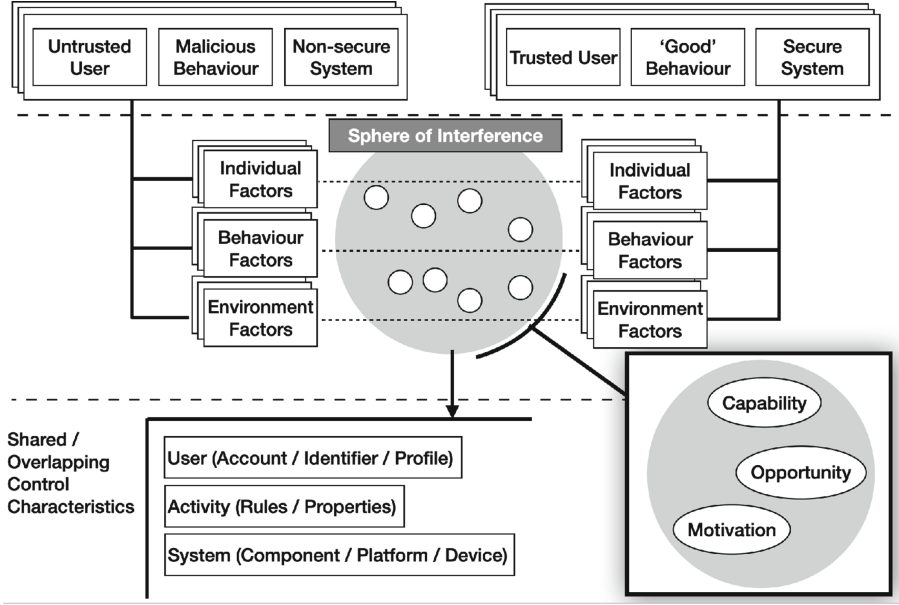 Untrusted
User
Malicious
Behaviour
Non-secure
System
Trusted User
‘Good’
Behaviour
Secure
System
Sphere of Interference
Individual
Factors
Behaviour
Factors
Environment
Factors
Individual
Factors
Behaviour
Factors
Environment
Factors
Capability
Opportunity
Motivation
Shared /
Overlapping
Control
Characteristics
User (Account / Identifier / Profile)
Activity (Rules / Properties)
System (Component / Platform / Device)